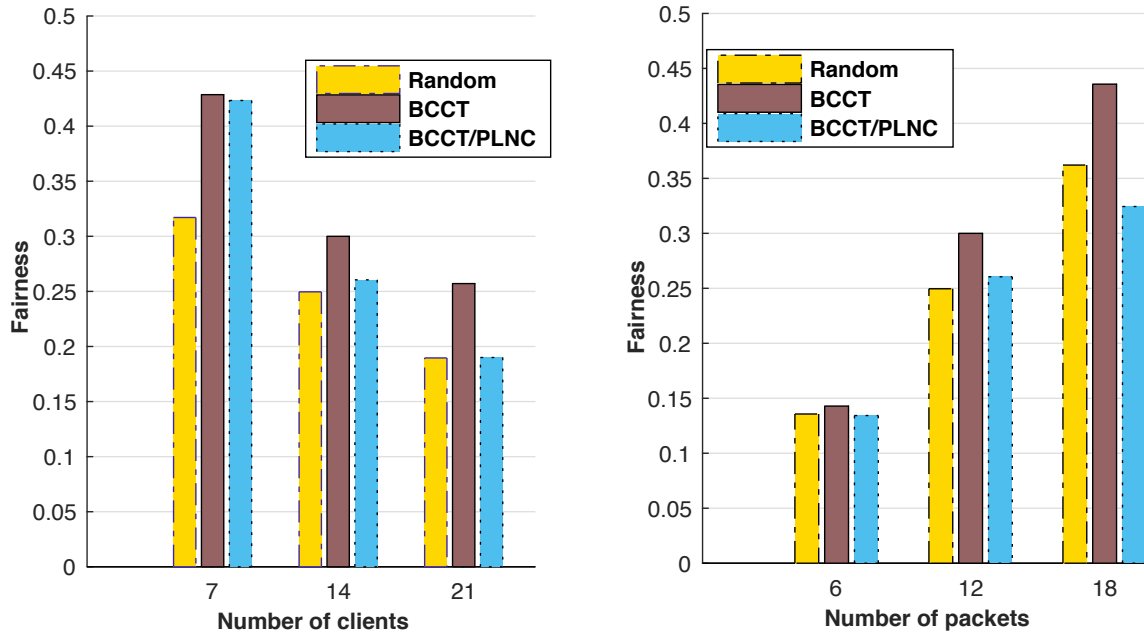 0.5
0.45
0.4
0.35
0.3
0.25
0.2
0.15
0.1
0.05
0
Fairness
Random
BCCT
BCCT/PLNC
7 14 21
Number of clients
0.5
0.45
0.4
0.35
0.3
0.25
0.2
0.15
0.1
0.05
0
Fairness
Random
BCCT
BCCT/PLNC
6 12 18
Number of packets